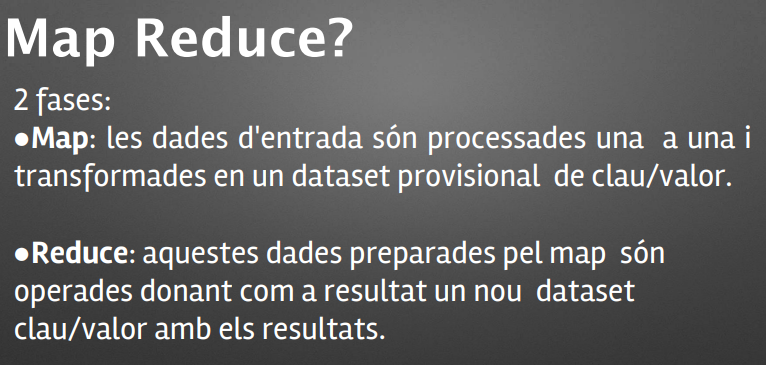 Map Reduce?
2 fases:
●Map: les dades d'entrada són processades una  a una i
transformades en un dataset provisional  de clau/valor.
●Reduce: aquestes dades preparades pel map  són
operades donant com a resultat un nou  dataset
clau/valor amb els resultats.